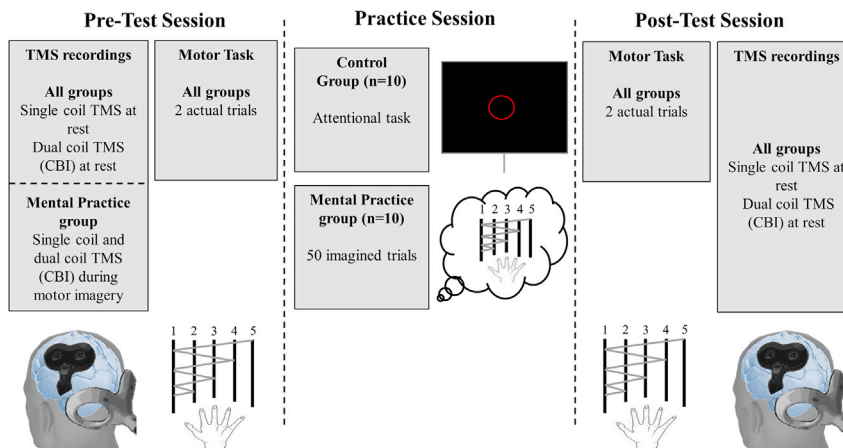 Pre-Test Session
TMS recordings
All groups
Single coil TMS at
rest
Dual coil TMS
(CBI) at rest
Mental Practice
group
Single coil and
dual coil TMS
(CBI) during
motor imagery
Motor Task
All groups
2 actual trials
1 2 3 4 5
Practice Session
Control
Group (n=10)
Attentional task
Mental Practice
group (n=10)
50 imagined trials
1 2 3 4 5
Post-Test Session
Motor Task
All groups
2 actual trials
1 2 3 4 5
TMS recordings
All groups
Single coil TMS at
rest
Dual coil TMS
(CBI) at rest